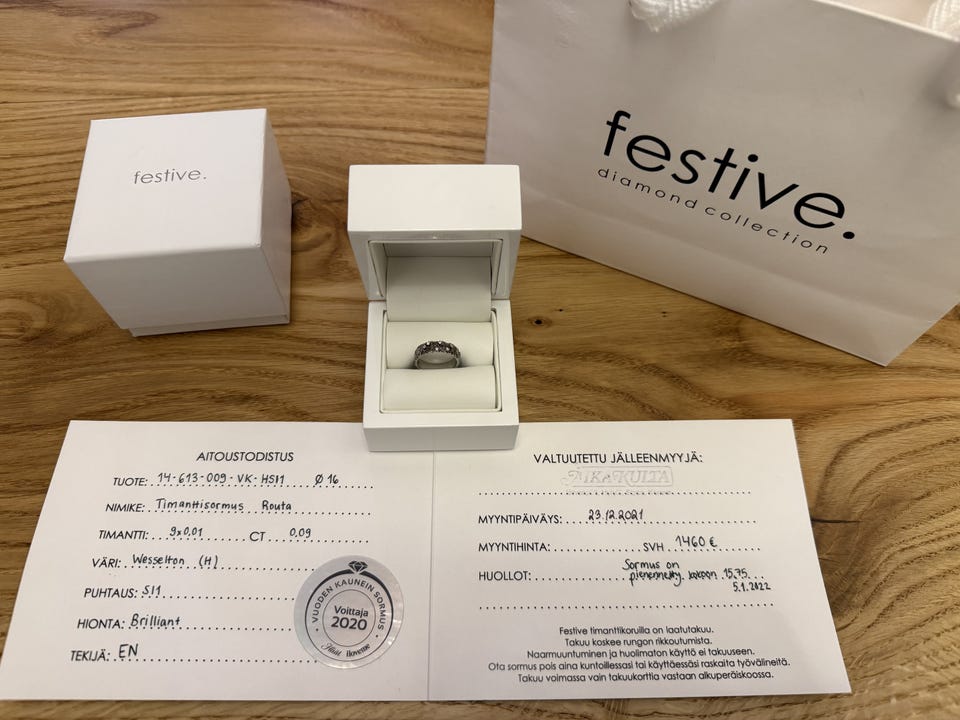 festive.
festive.
diamond collection
AITOUSTODISTUS
TUOTE: 14-613-009-VK-HSI1 Ø 16
NIMIKE: Timanttisormus Routa
TIMANTTI: 9x0,01 CT 0,09
VÄRI: Wesselton (H)
PUHTAUS: SI1
HIONTA: Brilliant
TEKIJÄ: EN
VUODEN KAUNEIN SORMUS
Voittaja
2020
Häät
VALTUUTETTU JÄLLEENMYYJÄ:
AIKAKULTA
MYYNTIPÄIVÄYS: 23.12.2021
MYYNTIHINTA: SVH 1460 €
HUOLLOT: Sormus on
pienennetty kokoon 15,75
5.1.2022
Festive timanttikoruilla on laatutakuu.
Takuu koskee rungon rikkoutumista.
Naarmuuntuminen ja huolimaton käyttö ei takuuseen.
Ota sormus pois aina kuntoillessasi tai käyttäessäsi raskaita työvälineitä.
Takuu voimassa vain takuukorttia vastaan alkuperäiskoossa.